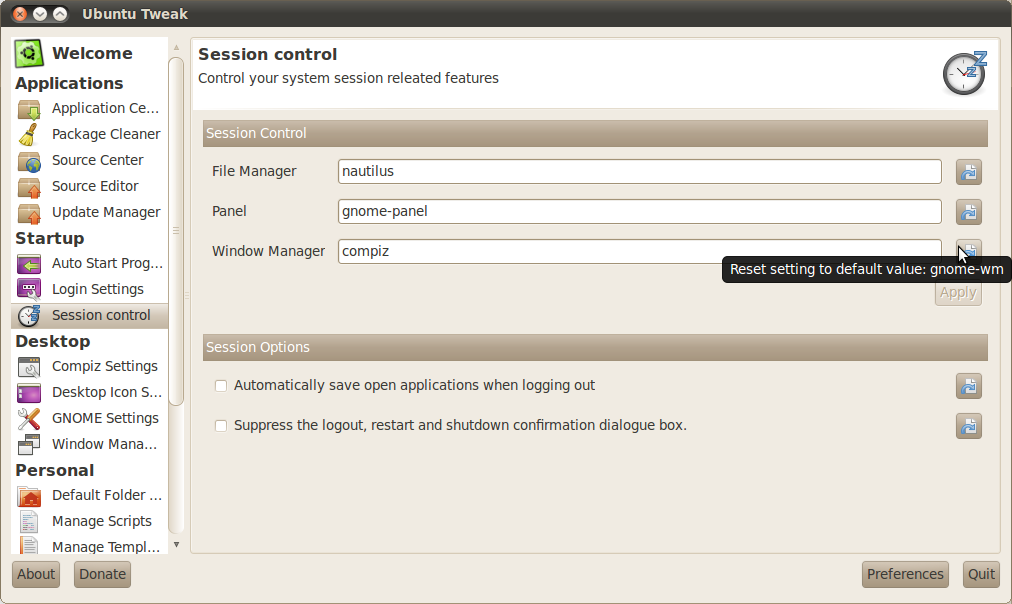 Ubuntu Tweak
Welcome
Applications
Application Ce...
Package Cleaner
Source Center
Source Editor
Update Manager
Startup
Auto Start Prog...
Login Settings
Session control
Desktop
Compiz Settings
Desktop Icon S...
GNOME Settings
Window Mana...
Personal
Default Folder ...
Manage Scripts
Manage Templ...
Session control
Control your system session releated features
Session Control
File Manager
nautilus
Panel
gnome-panel
Window Manager
compiz
Reset setting to default value: gnome-wm
Apply
Session Options
Automatically save open applications when logging out
Suppress the logout, restart and shutdown confirmation dialogue box.
About
Donate
Preferences
Quit